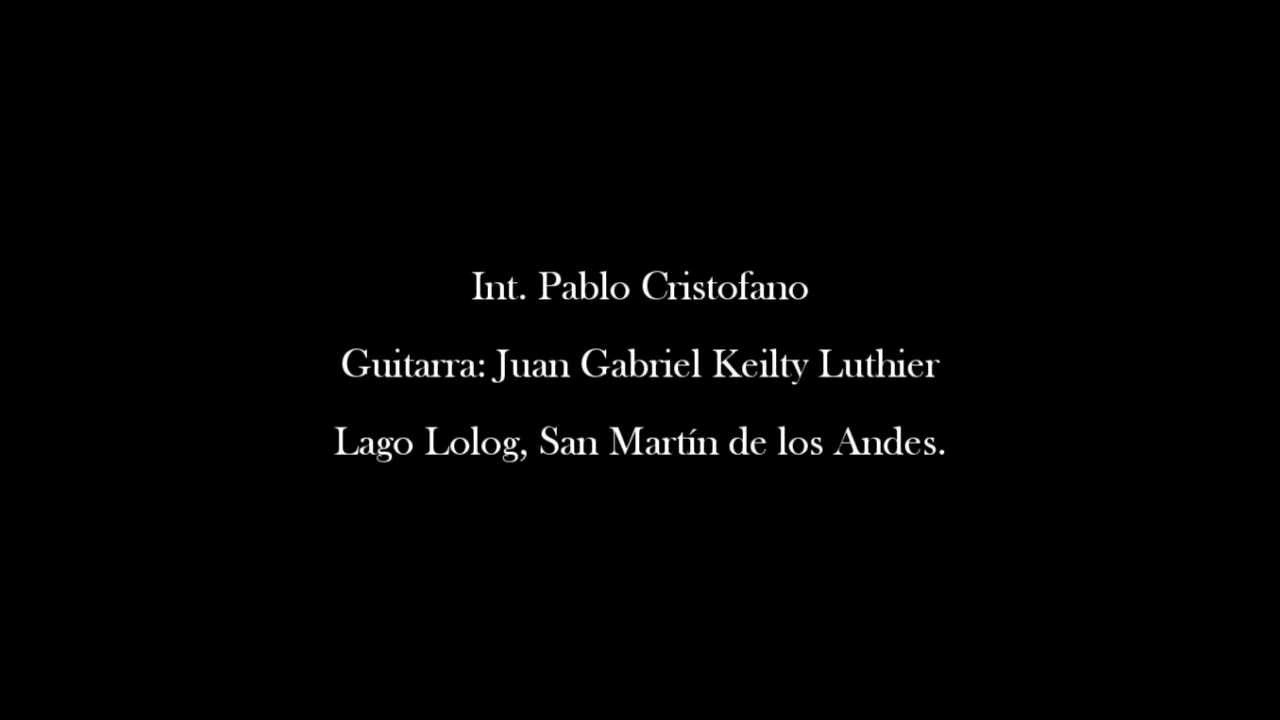 Int. Pablo Cristofano
Guitarra: Juan Gabriel Keilty Luthier
Lago Lolog, San Martín de los Andes.